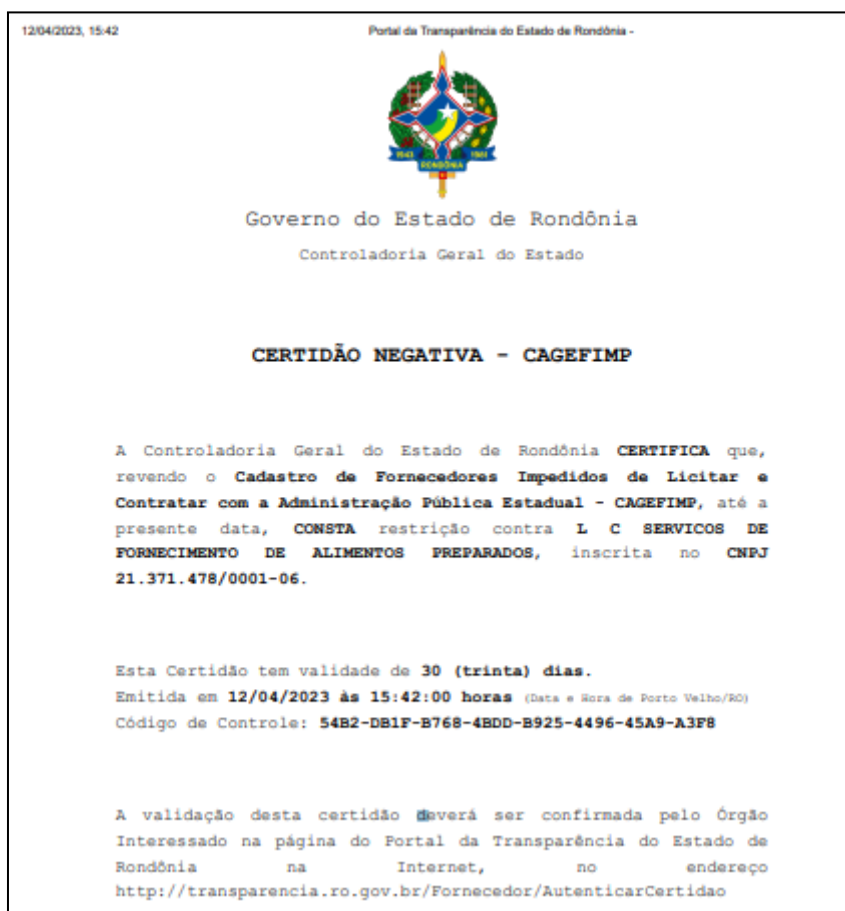 12/04/2023, 15:42 Portal da Transparência do Estado de Rondônia -
1943 1981
RONDÔNIA
Governo do Estado de Rondônia
Controladoria Geral do Estado
CERTIDÃO NEGATIVA - CAGEFIMP
A Controladoria Geral do Estado de Rondônia CERTIFICA que,
revendo o Cadastro de Fornecedores Impedidos de Licitar e
Contratar com a Administração Pública Estadual - CAGEFIMP, até a
presente data, CONSTA restrição contra L C SERVICOS DE
FORNECIMENTO DE ALIMENTOS PREPARADOS, inscrita no CNPJ
21.371.478/0001-06.
Esta Certidão tem validade de 30 (trinta) dias.
Emitida em 12/04/2023 às 15:42:00 horas (Data e Hora de Porto Velho/RO)
Código de Controle: 54B2-DB1F-B768-4BDD-B925-4496-45A9-A3F8
A validação desta certidão deverá ser confirmada pelo Órgão
Interessado na página do Portal da Transparência do Estado de
Rondônia na Internet, no endereço
http://transparencia.ro.gov.br/Fornecedor/AutenticarCertidao